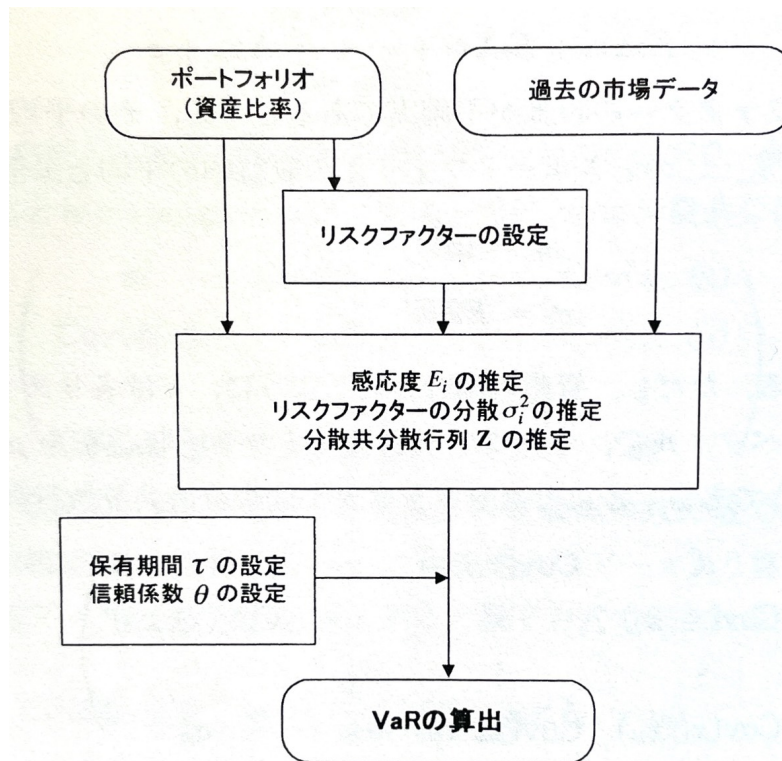 ポートフォリオ
(資産比率)
過去の市場データ
リスクファクターの設定
感応度 E_i の推定
リスクファクターの分散 σ_i^2 の推定
分散共分散行列 Z の推定
保有期間 τ の設定
信頼係数 θ の設定
VaRの算出